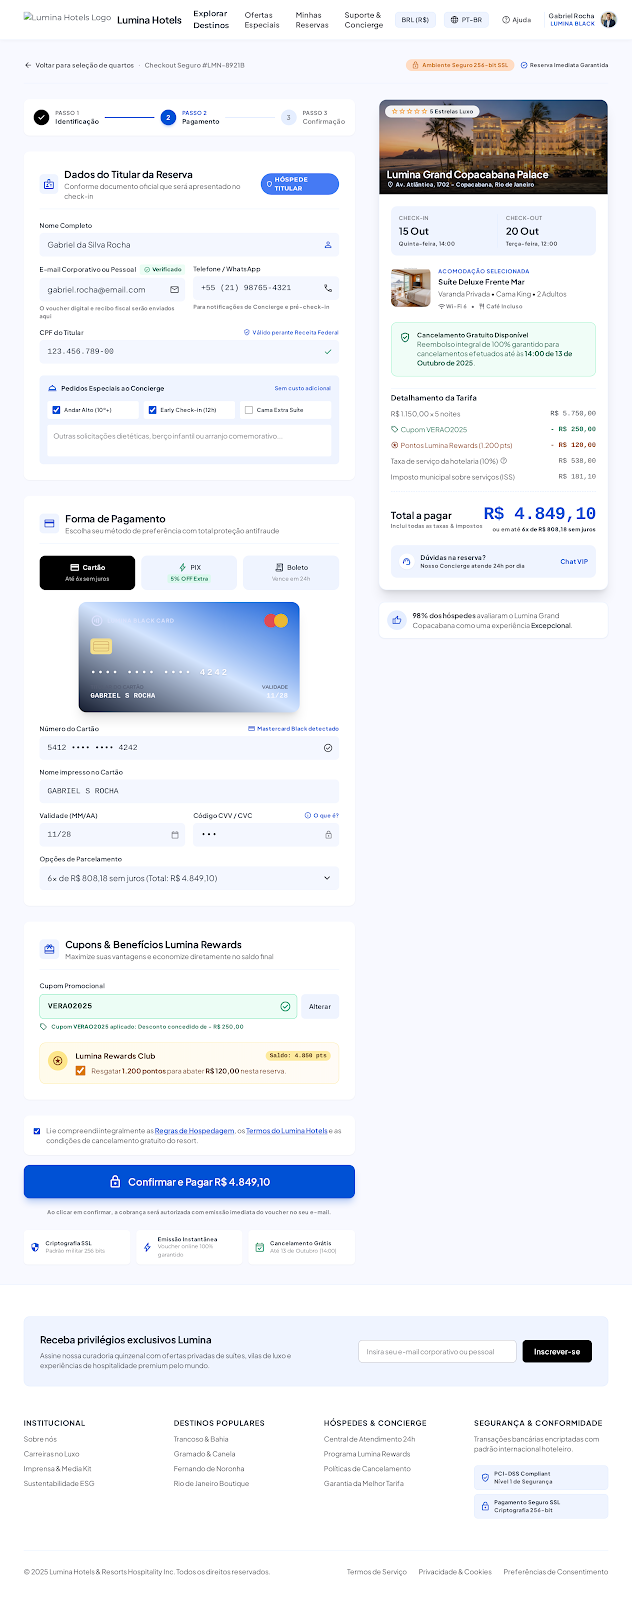 Lumina Hotels Logo
Lumina Hotels
Explorar Destinos
Ofertas Especiais
Minhas Reservas
Suporte & Concierge
BRL (R$)
PT-BR
Ajuda
Gabriel Rocha
LUMINA BLACK
Voltar para seleção de quartos • Checkout Seguro #LMN-8921B
Ambiente Seguro 256-bit SSL
Reserva Imediata Garantida
PASSO 1
Identificação
2
PASSO 2
Pagamento
3
PASSO 3
Confirmação
Dados do Titular da Reserva
Conforme documento oficial que será apresentado no
check-in
HÓSPEDE
TITULAR
Nome Completo
Gabriel da Silva Rocha
E-mail Corporativo ou Pessoal
Verificado
gabriel.rocha@email.com
O voucher digital e recibo fiscal serão enviados
aqui
Telefone / WhatsApp
+55 (21) 98765-4321
Para notificações de Concierge e pré-check-in
CPF do Titular
Válido perante Receita Federal
123.456.789-00
Pedidos Especiais ao Concierge
Sem custo adicional
Andar Alto (10º+)
Early Check-in (12h)
Cama Extra Suíte
Outras solicitações dietéticas, berço infantil ou arranjo comemorativo...
Forma de Pagamento
Escolha seu método de preferência com total proteção antifraude
Cartão
Até 6x sem juros
PIX
5% OFF Extra
Boleto
Vence em 24h
BLACK CARD
•••• •••• •••• 4242
GABRIEL S ROCHA
VALIDADE
11/28
Número do Cartão
Mastercard Black detectado
5412 •••• •••• 4242
Nome impresso no Cartão
GABRIEL S ROCHA
Validade (MM/AA)
11/28
Código CVV / CVC
O que é?
•••
Opções de Parcelamento
6x de R$ 808,18 sem juros (Total: R$ 4.849,10)
Cupons & Benefícios Lumina Rewards
Maximize suas vantagens e economize diretamente no saldo final
Cupom Promocional
VERAO2025
Alterar
Cupom VERAO2025 aplicado: Desconto concedido de - R$ 250,00
Lumina Rewards Club
Saldo: 4.850 pts
Resgatar 1.200 pontos para abater R$ 120,00 nesta reserva.
Li e compreendi integralmente as Regras de Hospedagem, os Termos do Lumina Hotels e as
condições de cancelamento gratuito do resort.
Confirmar e Pagar R$ 4.849,10
Ao clicar em confirmar, a cobrança será autorizada com emissão imediata do voucher no seu e-mail.
Criptografia SSL
Padrão militar 256 bits
Emissão Instantânea
Voucher online 100%
garantido
Cancelamento Grátis
Até 13 de Outubro (14:00)
5 Estrelas Luxo
Lumina Grand Copacabana Palace
Av. Atlântica, 1702 - Copacabana, Rio de Janeiro
CHECK-IN
15 Out
Quinta-feira, 14:00
CHECK-OUT
20 Out
Terça-feira, 12:00
ACOMODAÇÃO SELECIONADA
Suíte Deluxe Frente Mar
Varanda Privada • Cama King • 2 Adultos
Wi-Fi 6 • Café Incluso
Cancelamento Gratuito Disponível
Reembolso integral de 100% garantido para
cancelamentos efetuados até às 14:00 de 13 de
Outubro de 2025.
Detalhamento da Tarifa
R$ 1.150,00 × 5 noites R$ 5.750,00
Cupom VERAO2025 - R$ 250,00
Pontos Lumina Rewards (1.200 pts) - R$ 120,00
Taxa de serviço da hotelaria (10%) R$ 538,00
Imposto municipal sobre serviços (ISS) R$ 181,10
Total a pagar
Inclui todas as taxas & impostos
R$ 4.849,10
ou em até 6x de R$ 808,18 sem juros
Dúvidas na reserva?
Nosso Concierge atende 24h por dia
Chat VIP
98% dos hóspedes avaliaram o Lumina Grand
Copacabana como uma experiência Excepcional.
Receba privilégios exclusivos Lumina
Assine nossa curadoria quinzenal com ofertas privadas de suítes, vilas de luxo e
experiências de hospitalidade premium pelo mundo.
Insira seu e-mail corporativo ou pessoal
Inscrever-se
INSTITUCIONAL
Sobre nós
Carreiras no Luxo
Imprensa & Media Kit
Sustentabilidade ESG
DESTINOS POPULARES
Trancoso & Bahia
Gramado & Canela
Fernando de Noronha
Rio de Janeiro Boutique
HÓSPEDES & CONCIERGE
Central de Atendimento 24h
Programa Lumina Rewards
Políticas de Cancelamento
Garantia da Melhor Tarifa
SEGURANÇA & CONFORMIDADE
Transações bancárias encriptadas com
padrão internacional hoteleiro.
PCI-DSS Compliant
Nível 1 de Segurança
Pagamento Seguro SSL
Criptografia 256-bit
© 2025 Lumina Hotels & Resorts Hospitality Inc. Todos os direitos reservados.
Termos de Serviço
Privacidade & Cookies
Preferências de Consentimento